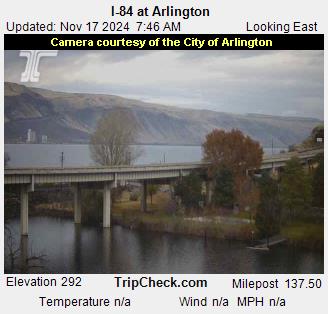 I-84 at Arlington
Updated: Nov 17 2024 7:46 AM Looking East
Camera courtesy of the City of Arlington
Elevation 292 TripCheck.com Milepost 137.50
Temperature n/a Wind n/a MPH n/a